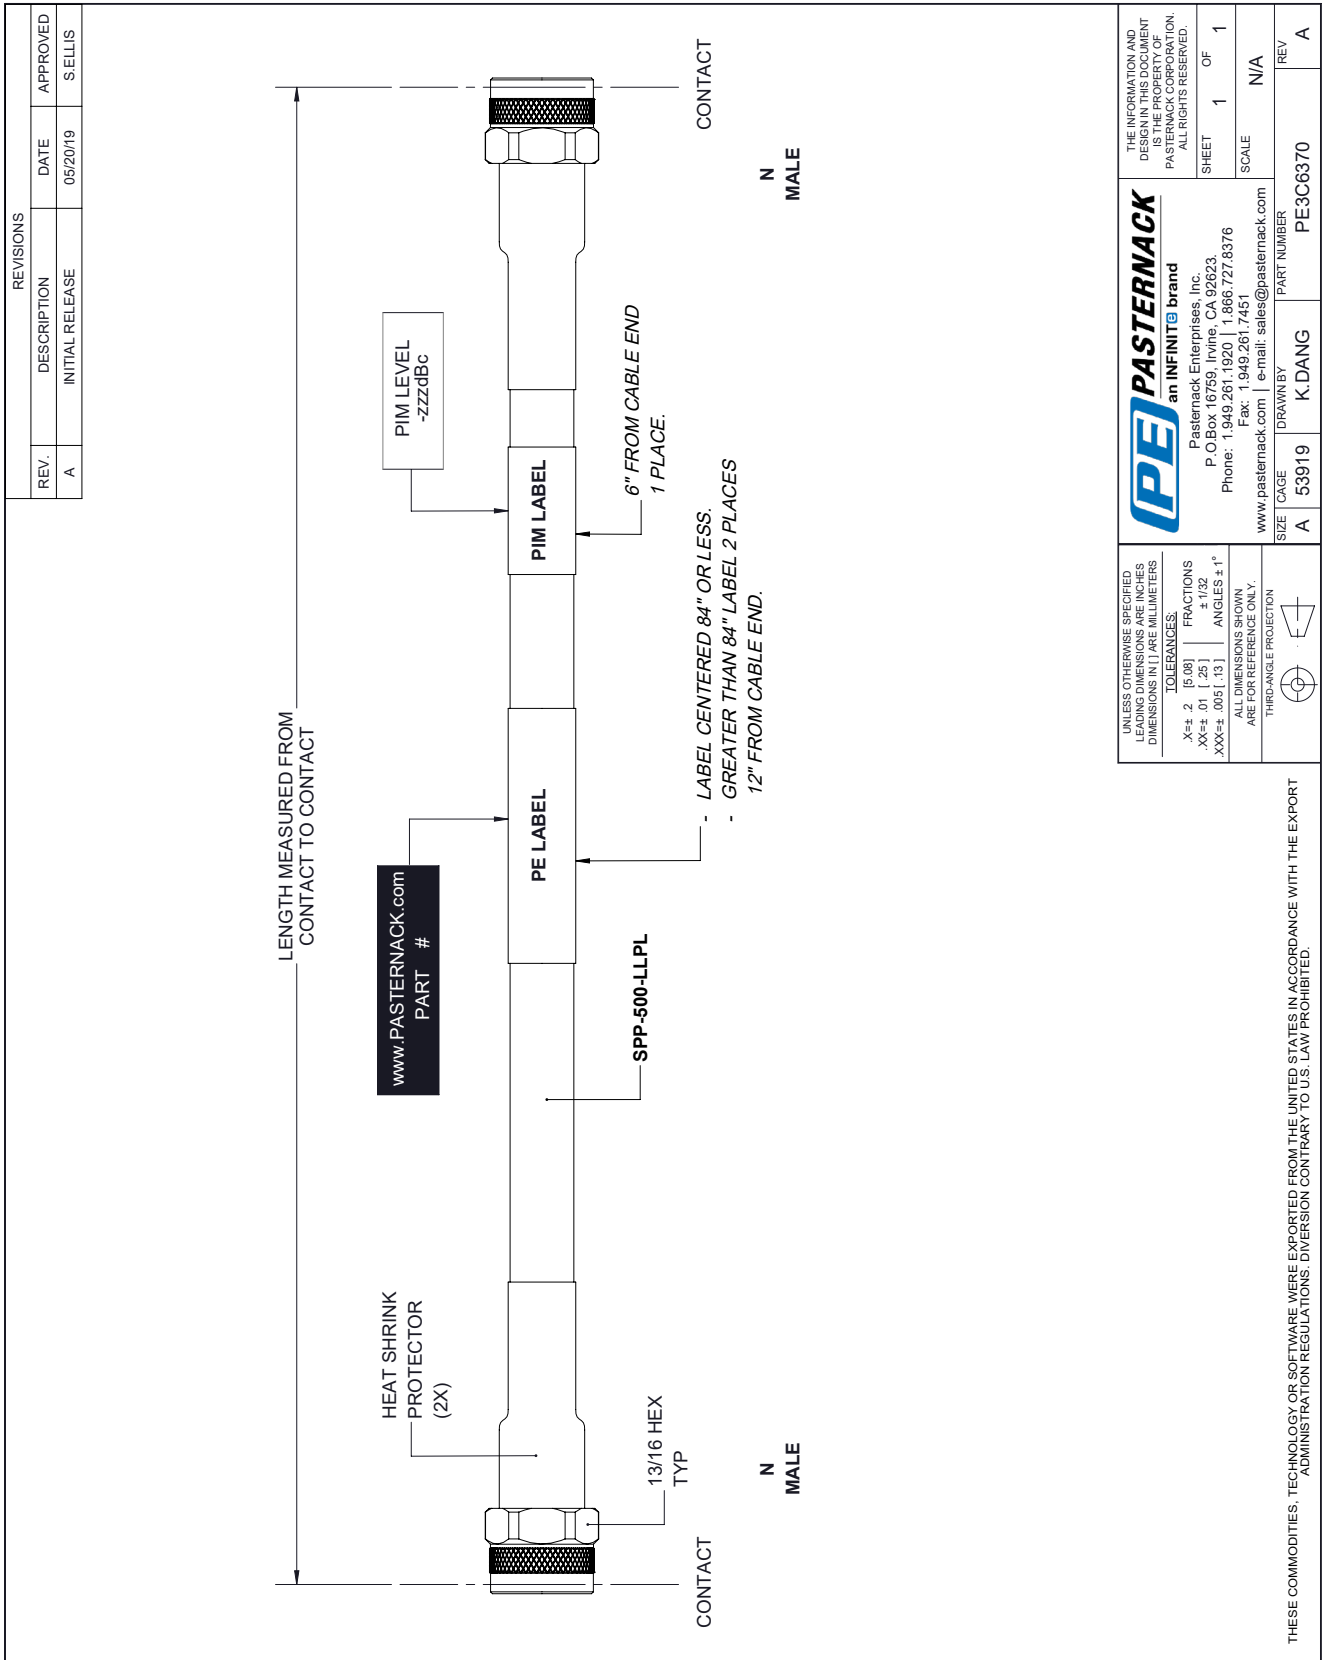 REVISIONS
REV. DESCRIPTION DATE APPROVED
A INITIAL RELEASE 05/20/19 S.ELLIS
LENGTH MEASURED FROM
CONTACT TO CONTACT
HEAT SHRINK
PROTECTOR
(2X)
www.PASTERNACK.com
PART #
PIM LEVEL
-zzzdBc
PE LABEL
PIM LABEL
13/16 HEX
TYP
SPP-500-LLPL
6" FROM CABLE END
1 PLACE.
- LABEL CENTERED 84" OR LESS.
- GREATER THAN 84" LABEL 2 PLACES
12" FROM CABLE END.
CONTACT
CONTACT
N
MALE
N
MALE
UNLESS OTHERWISE SPECIFIED
LEADING DIMENSIONS ARE INCHES
DIMENSIONS IN [ ] ARE MILLIMETERS
TOLERANCES:
.X=± .2 [5.08] FRACTIONS
.XX=± .01 [ .25 ] ± 1/32
.XXX=± .005 [ .13 ] ANGLES ± 1°
ALL DIMENSIONS SHOWN
ARE FOR REFERENCE ONLY.
THIRD-ANGLE PROJECTION
PE PASTERNACK
an INFINITe brand
Pasternack Enterprises, Inc.
P.O.Box 16759, Irvine, CA 92623.
Phone: 1.949.261.1920 | 1.866.727.8376
Fax: 1.949.261.7451
www.pasternack.com | e-mail: sales@pasternack.com
THE INFORMATION AND
DESIGN IN THIS DOCUMENT
IS THE PROPERTY OF
PASTERNACK CORPORATION.
ALL RIGHTS RESERVED.
SHEET 1 OF 1
SCALE N/A
SIZE A
CAGE 53919
DRAWN BY K.DANG
PART NUMBER PE3C6370
REV A
THESE COMMODITIES, TECHNOLOGY OR SOFTWARE WERE EXPORTED FROM THE UNITED STATES IN ACCORDANCE WITH THE EXPORT
ADMINISTRATION REGULATIONS. DIVERSION CONTRARY TO U.S. LAW PROHIBITED.